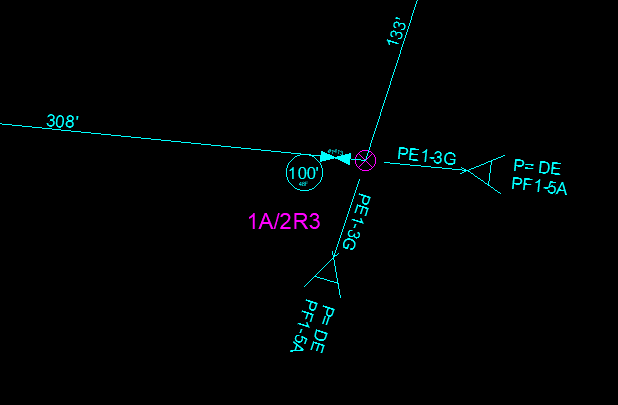 133'
308'
PE1-3G
P= DE
PF1-5A
100'
1A/2R3
PE1-3G
P= DE
PF1-5A